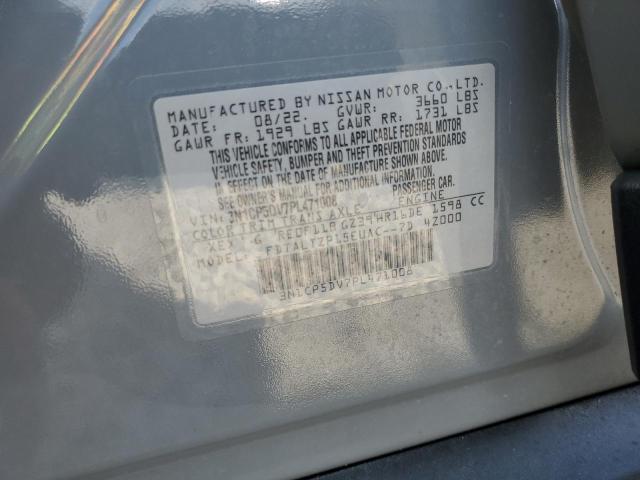 MANUFACTURED BY NISSAN MOTOR CO.,LTD.
DATE: 08/22. GVWR: 3660 LBS
GAWR FR: 1929 LBS GAWR RR: 1731 LBS
THIS VEHICLE CONFORMS TO ALL APPLICABLE FEDERAL MOTOR
VEHICLE SAFETY, BUMPER AND THEFT PREVENTION STANDARDS
IN EFFECT ON THE DATE OF MANUFACTURE SHOWN ABOVE.
SEE OWNER'S MANUAL FOR ADDITIONAL INFORMATION.
VIN: 3N1CP5DV7PL471008 PASSENGER CAR.
COLOR TRIM TRANS AXLE ENGINE
G RE0F11B HR16DE 1598 CC
3N1CP5DV7PL471008